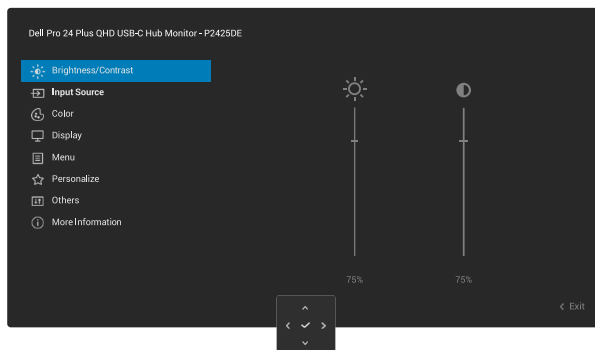 Dell Pro 24 Plus QHD USB-C Hub Monitor - P2425DE
Brightness/Contrast
Input Source
Color
Display
Menu
Personalize
Others
More Information
75%
75%
Exit